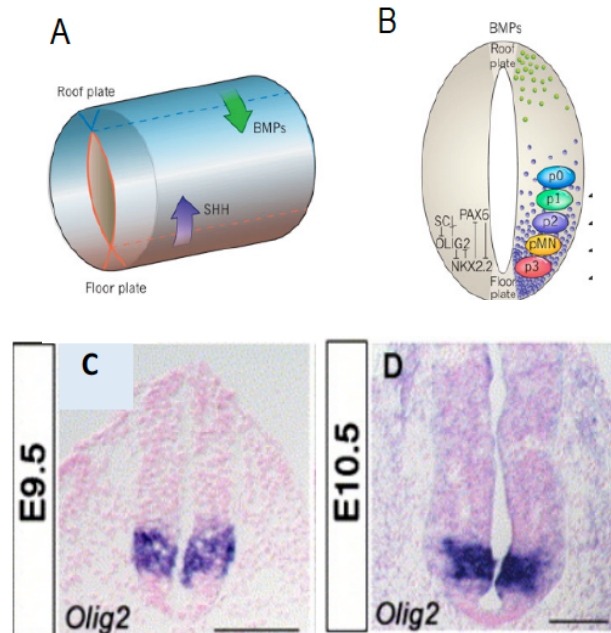 A
Roof plate
BMPs
SHH
Floor plate
B
BMPs
Roof
plate
p0
p1
p2
pMN
p3
PAX6
SCL
OLIG2
NKX2.2
Floor
plate
E9.5
C
Olig2
E10.5
D
Olig2